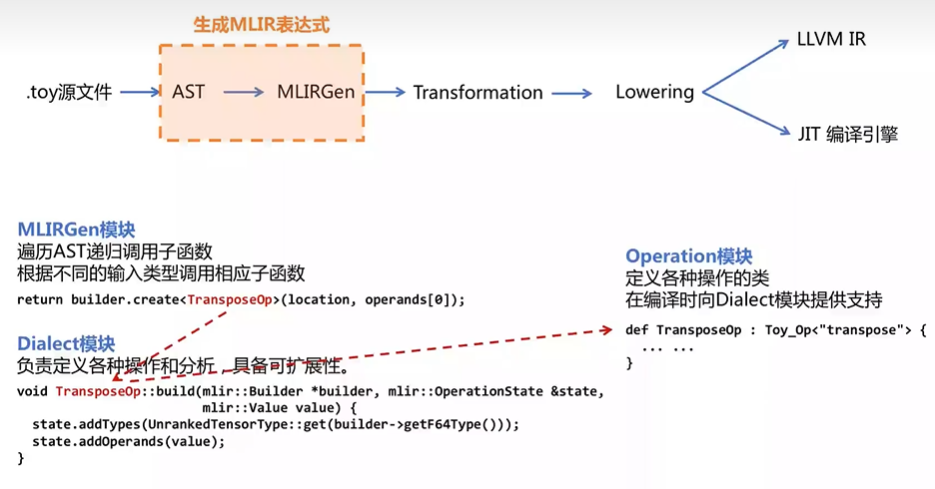 生成MLIR表达式
.toy源文件
AST
MLIRGen
Transformation
Lowering
LLVM IR
JIT 编译引擎
MLIRGen模块
遍历AST递归调用子函数
根据不同的输入类型调用相应子函数
return builder.create<TransposeOp>(location, operands[0]);
Dialect模块
负责定义各种操作和分析，具备可扩展性。
void TransposeOp::build(mlir::Builder *builder, mlir::OperationState &state,
mlir::Value value) {
state.addTypes(UnrankedTensorType::get(builder->getF64Type()));
state.addOperands(value);
}
Operation模块
定义各种操作的类
在编译时向Dialect模块提供支持
def TransposeOp : Toy_Op<"transpose"> {
... ...
}